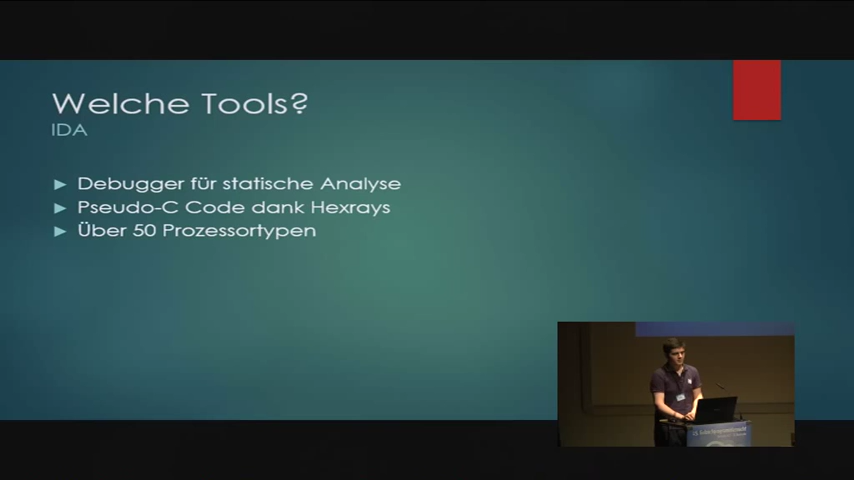 Welche Tools?
IDA
► Debugger für statische Analyse
► Pseudo-C Code dank Hexrays
► Über 50 Prozessortypen